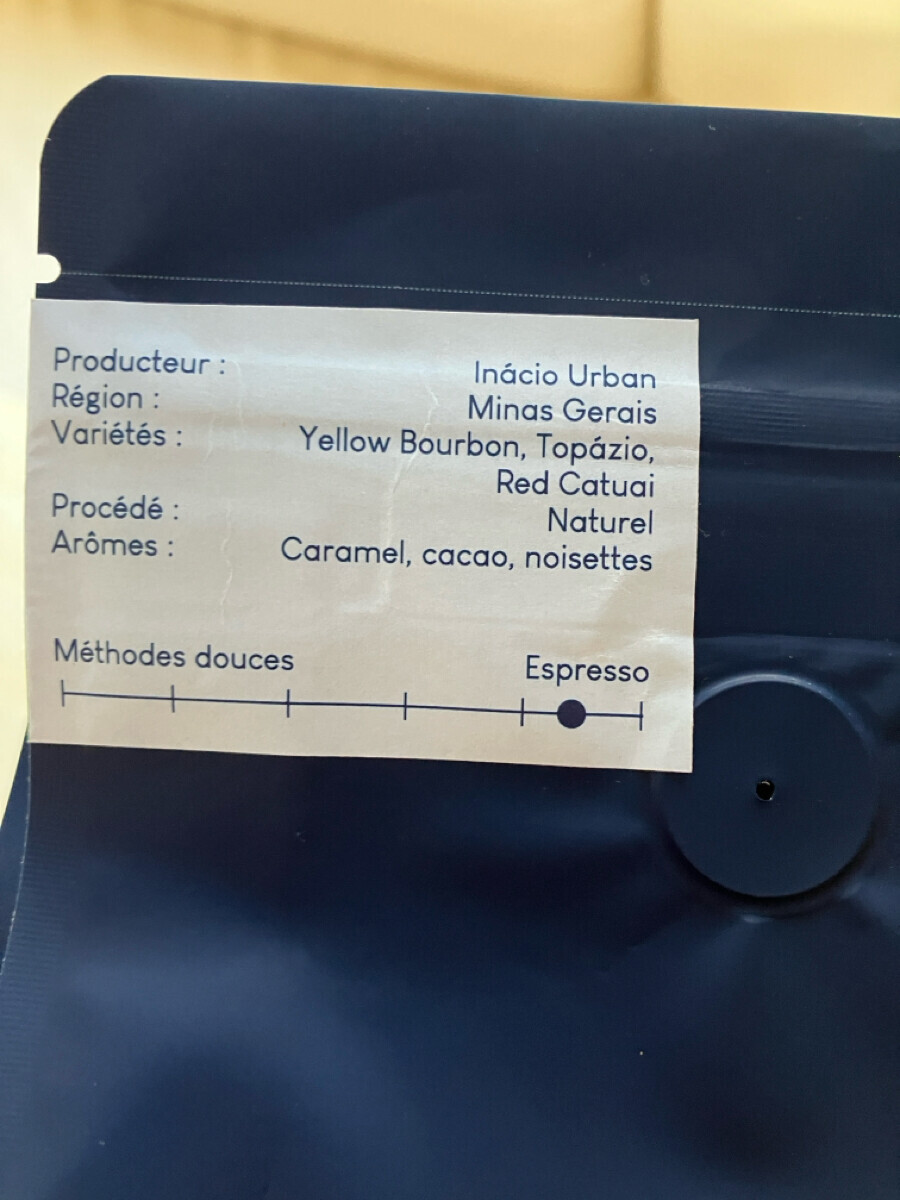 Producteur : Inácio Urban
Région : Minas Gerais
Variétés : Yellow Bourbon, Topázio,
Red Catuai
Procédé : Naturel
Arômes : Caramel, cacao, noisettes
Méthodes douces Espresso